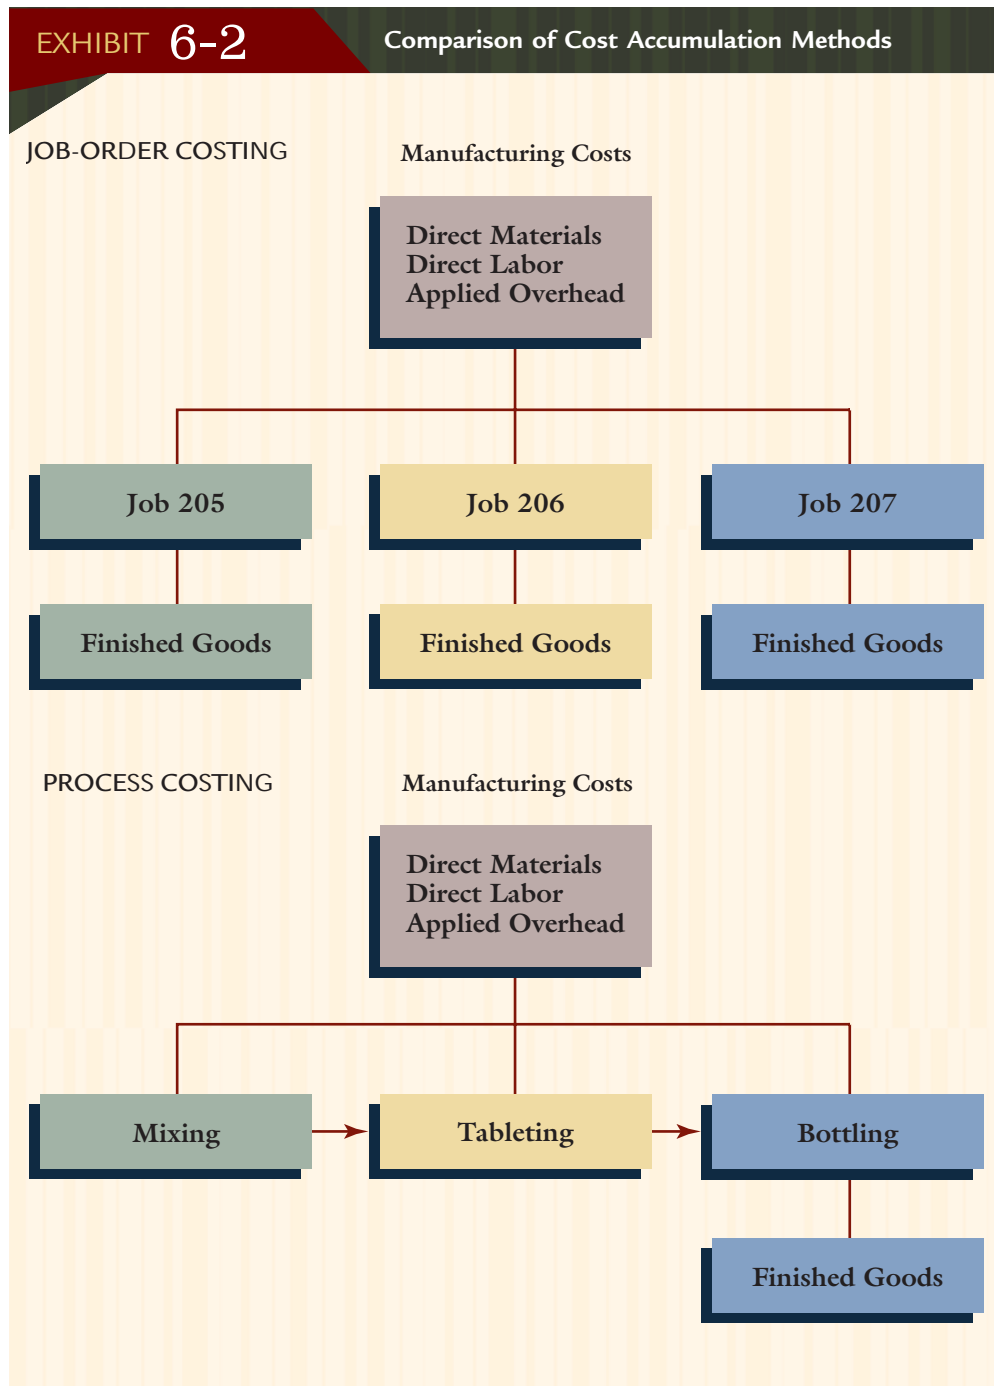 EXHIBIT 6-2
Comparison of Cost Accumulation Methods
JOB-ORDER COSTING
Manufacturing Costs
Direct Materials
Direct Labor
Applied Overhead
Job 205
Job 206
Job 207
Finished Goods
Finished Goods
Finished Goods
PROCESS COSTING
Manufacturing Costs
Direct Materials
Direct Labor
Applied Overhead
Mixing
Tableting
Bottling
Finished Goods